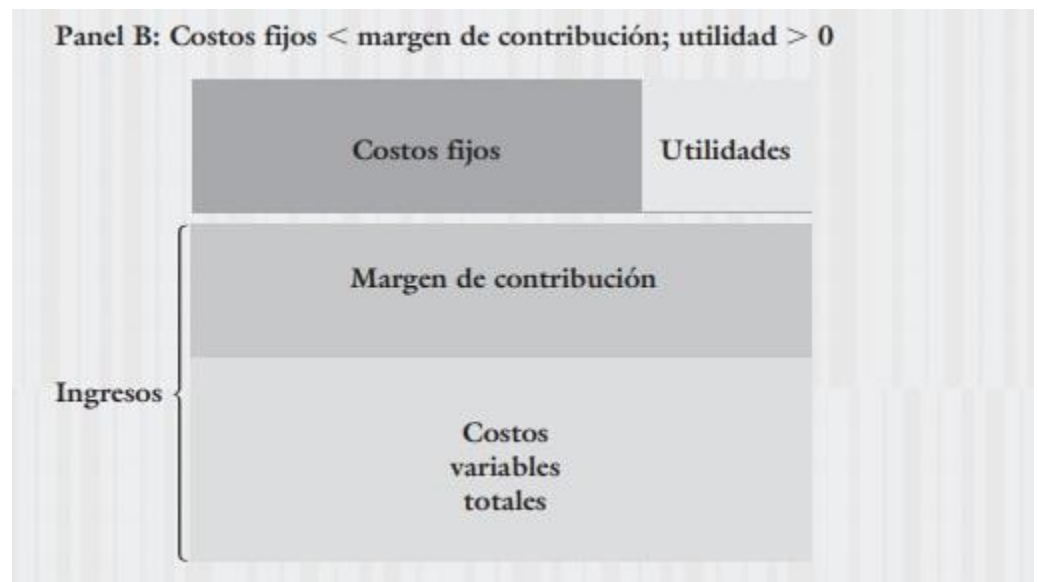 Panel B: Costos fijos < margen de contribución; utilidad > 0
Costos fijos
Utilidades
Margen de contribución
Ingresos
Costos
variables
totales